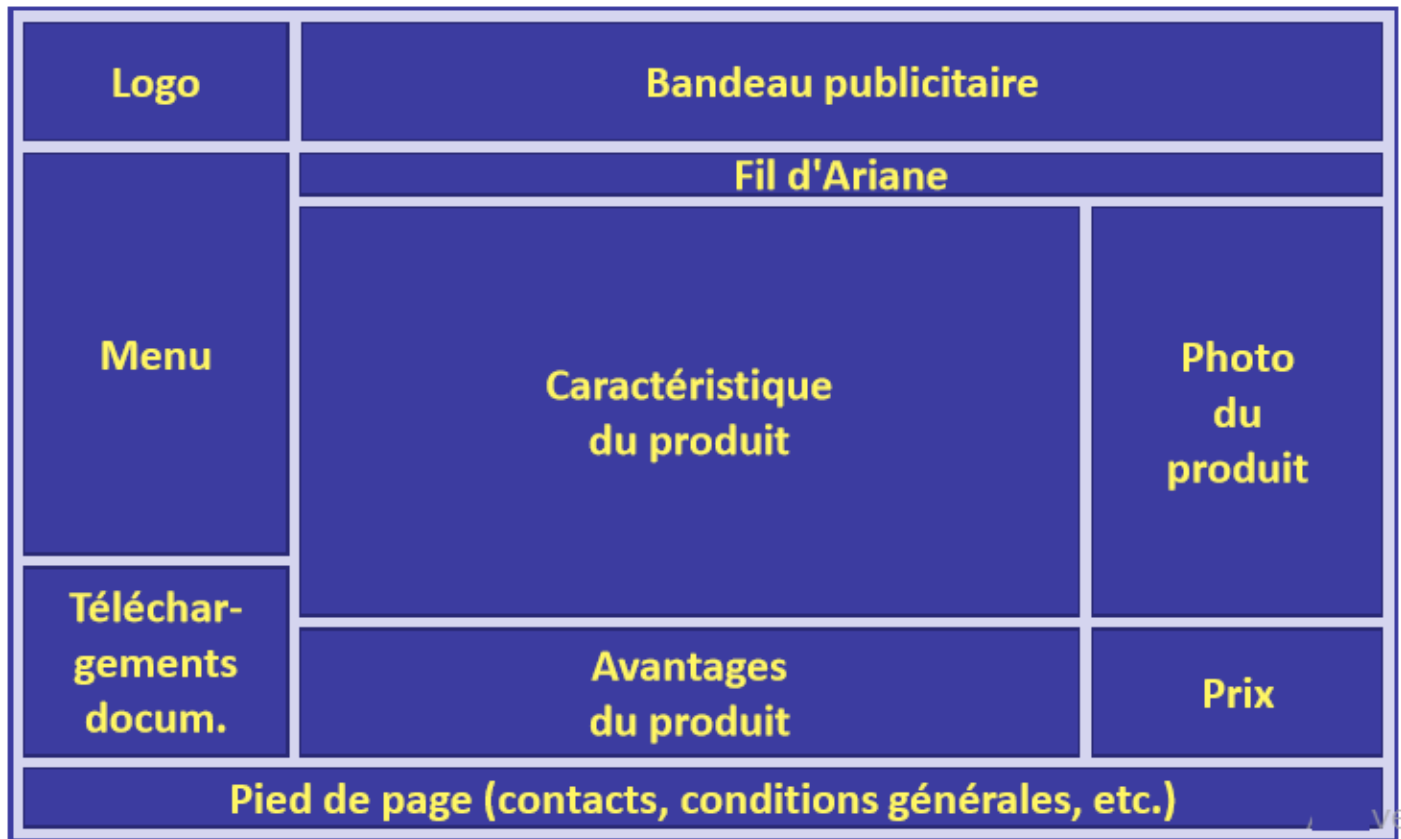 Logo
Bandeau publicitaire
Fil d'Ariane
Menu
Caractéristique
du produit
Photo
du
produit
Téléchar-
gements
docum.
Avantages
du produit
Prix
Pied de page (contacts, conditions générales, etc.)